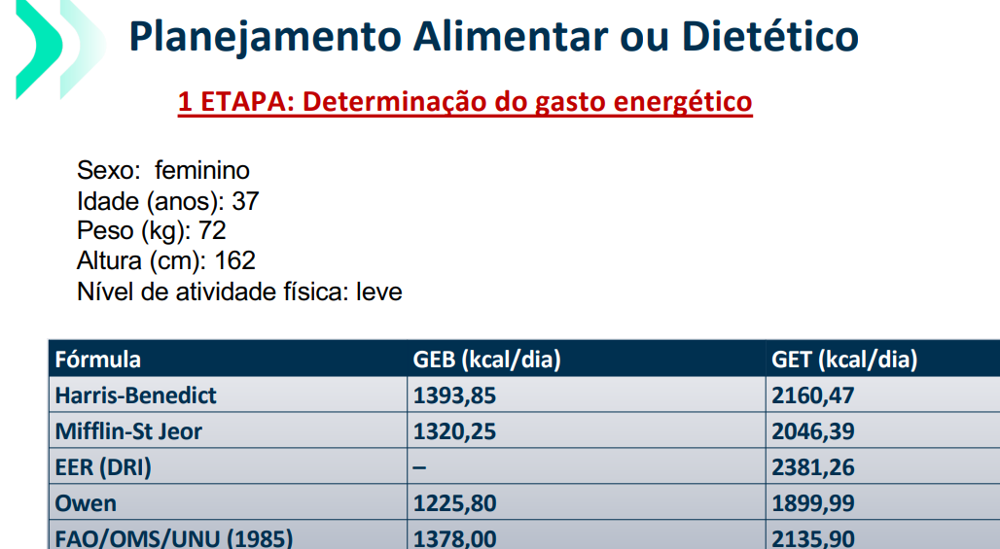 Planejamento Alimentar ou Dietético
1 ETAPA: Determinação do gasto energético
Sexo: feminino
Idade (anos): 37
Peso (kg): 72
Altura (cm): 162
Nível de atividade física: leve
Fórmula GEB (kcal/dia) GET (kcal/dia)
Harris-Benedict 1393,85 2160,47
Mifflin-St Jeor 1320,25 2046,39
EER (DRI) – 2381,26
Owen 1225,80 1899,99
FAO/OMS/UNU (1985) 1378,00 2135,90